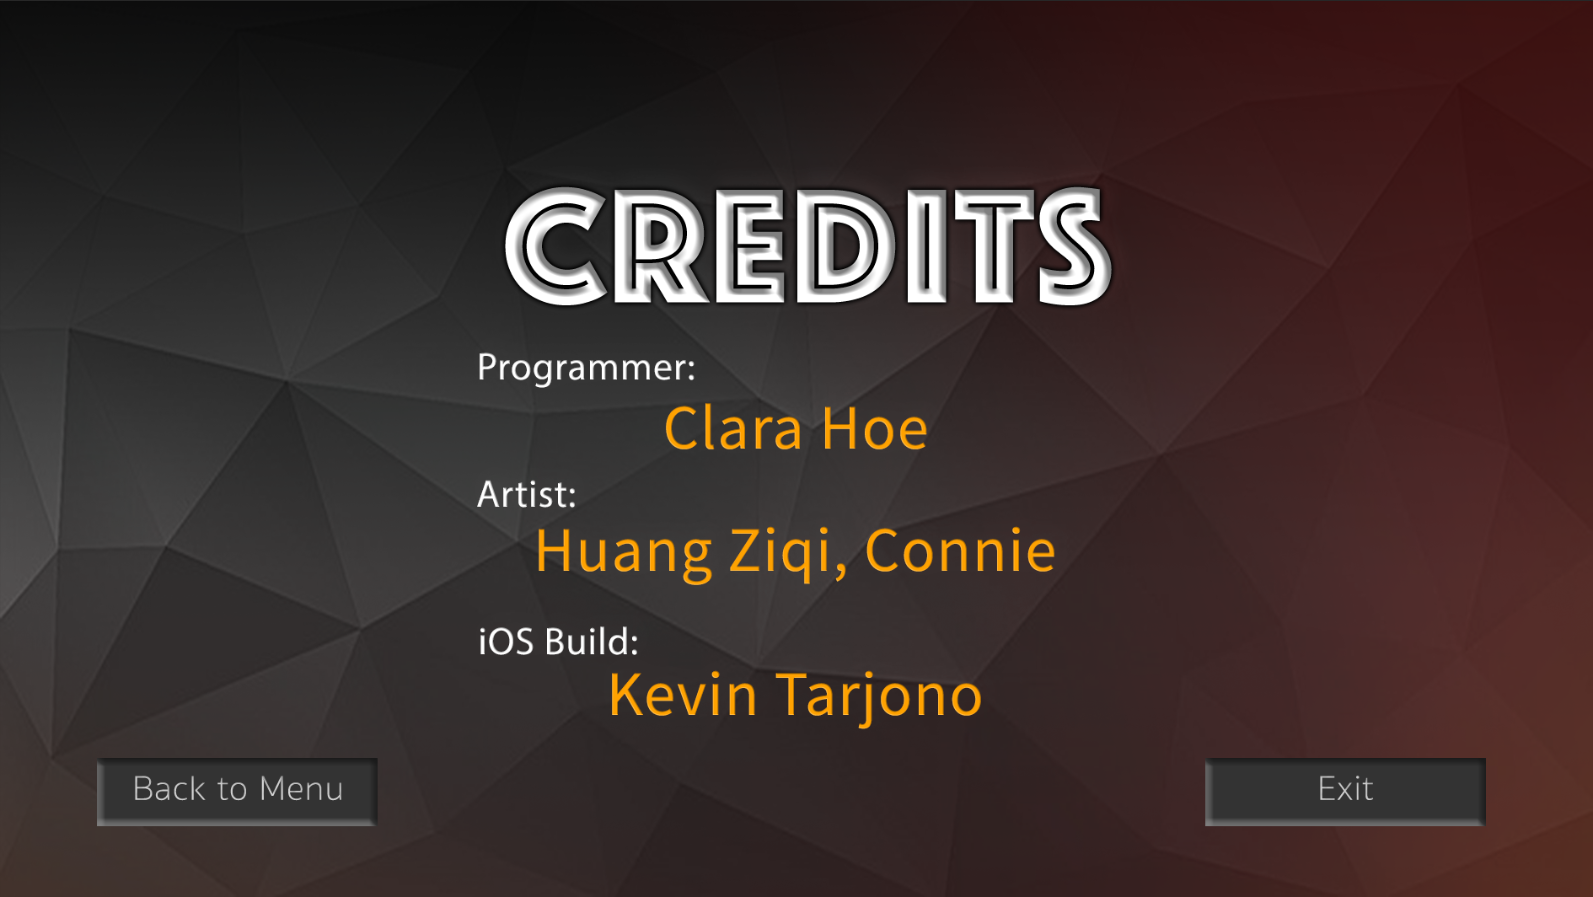 CREDITS
Programmer:
Clara Hoe
Artist:
Huang Ziqi, Connie
iOS Build:
Kevin Tarjono
Back to Menu
Exit